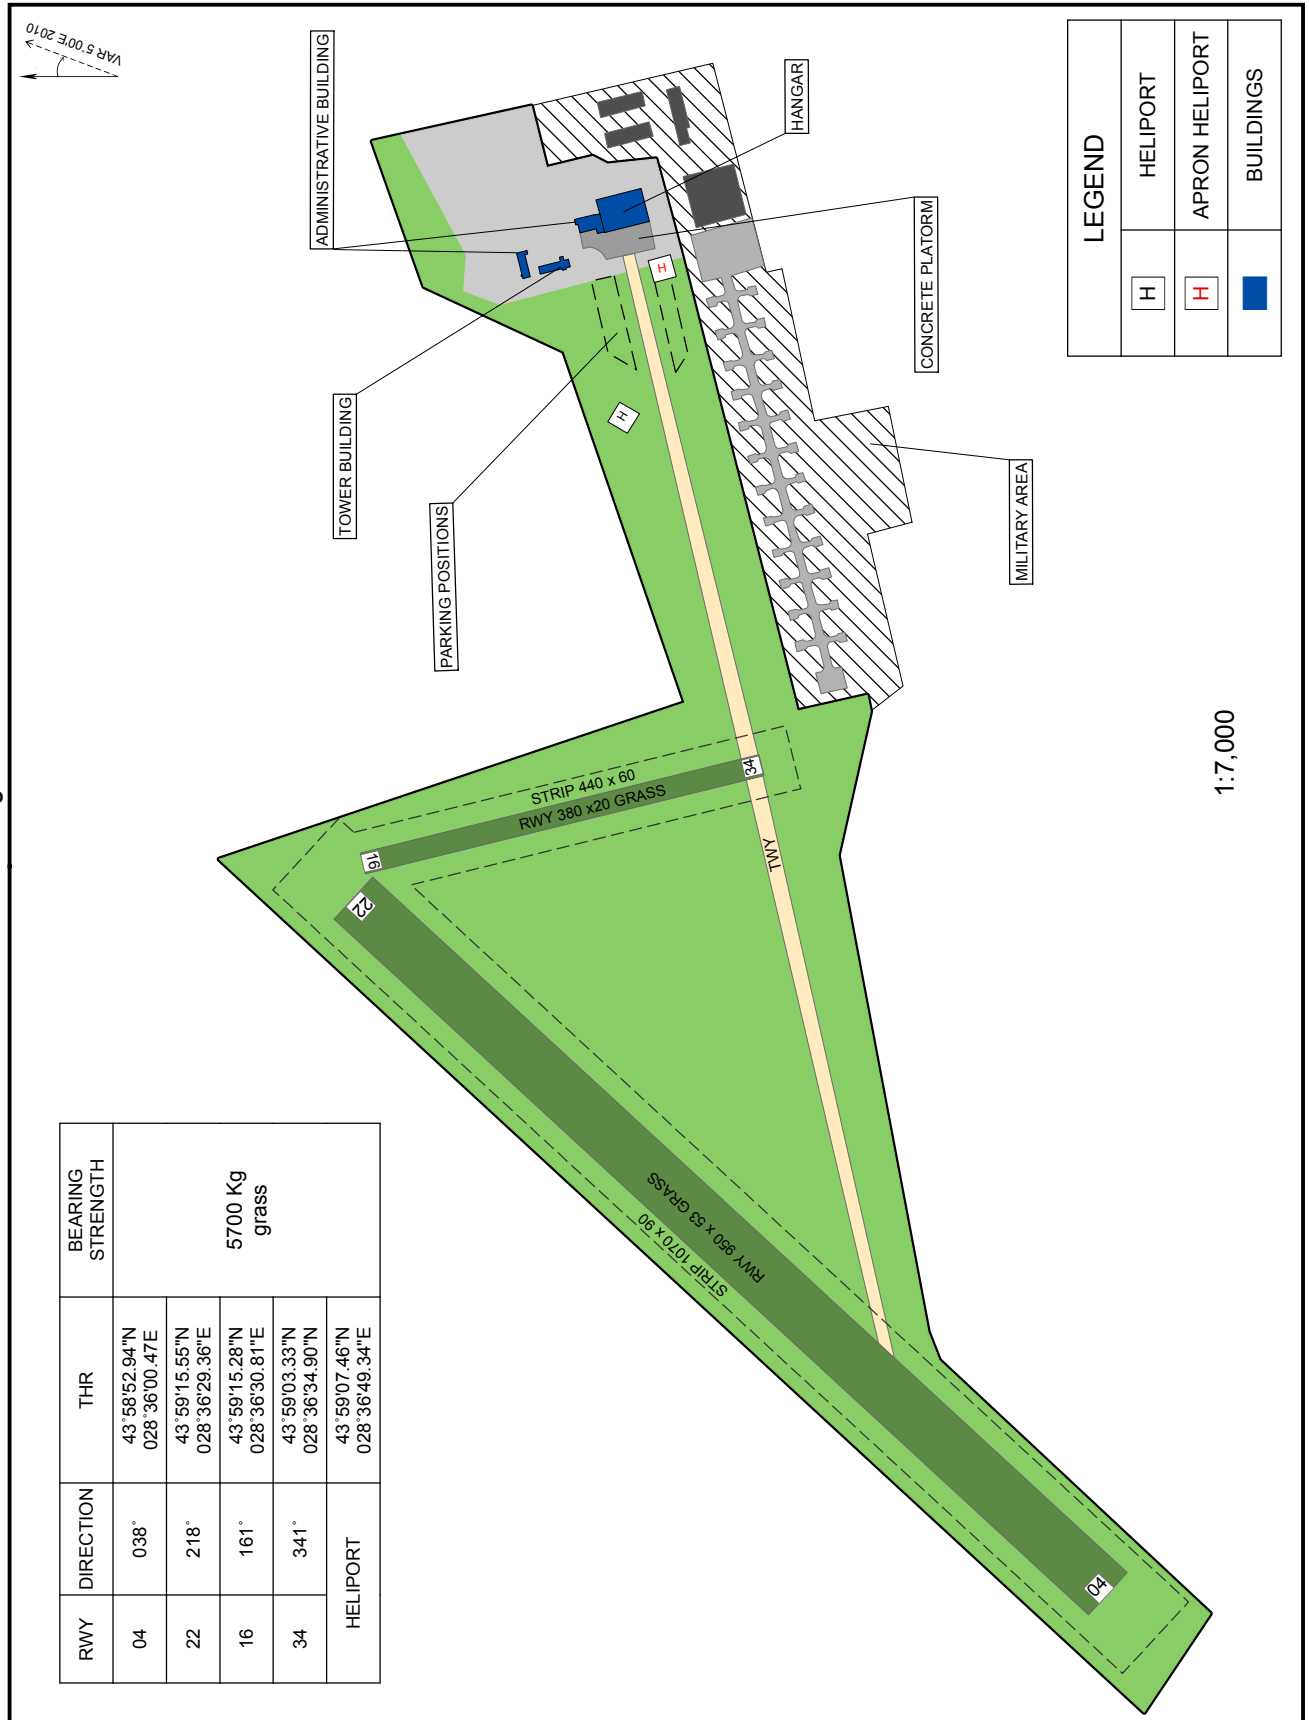 VAR 5°00'E 2010
ADMINISTRATIVE BUILDING
HANGAR
TOWER BUILDING
PARKING POSITIONS
CONCRETE PLATORM
MILITARY AREA
H
H
STRIP 440 x 60
RWY 380 x20 GRASS
16
34
22
TWY
RWY 950 x 53 GRASS
STRIP 1070 x 90
04
RWY DIRECTION THR BEARING STRENGTH
04 038° 43°58'52.94"N
028°36'00.47E
22 218° 43°59'15.55"N
028°36'29.36"E
16 161° 43°59'15.28"N
028°36'30.81"E
34 341° 43°59'03.33"N
028°36'34.90"N
HELIPORT 43°59'07.46"N
028°36'49.34"E
5700 Kg
grass
LEGEND
H HELIPORT
H APRON HELIPORT
BUILDINGS
1:7,000